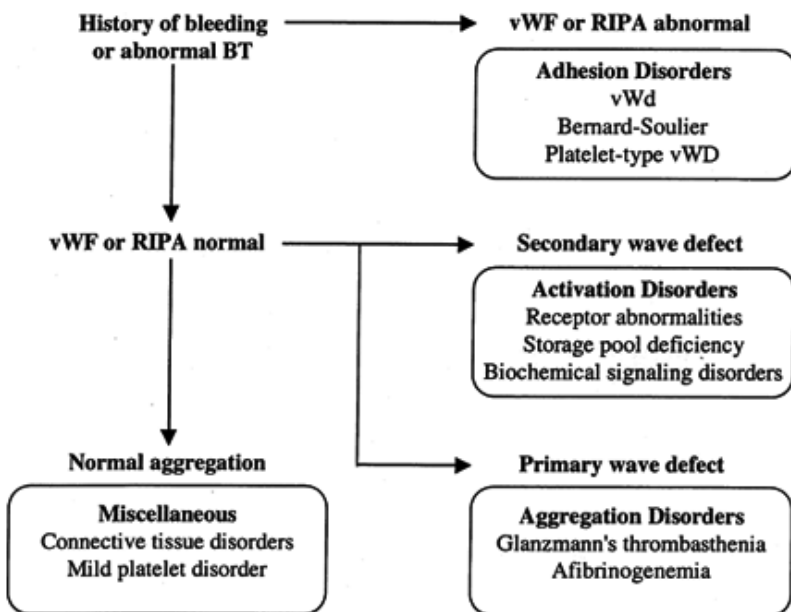 History of bleeding
or abnormal BT
vWF or RIPA abnormal
Adhesion Disorders
vWd
Bernard-Soulier
Platelet-type vWD
vWF or RIPA normal
Secondary wave defect
Activation Disorders
Receptor abnormalities
Storage pool deficiency
Biochemical signaling disorders
Normal aggregation
Miscellaneous
Connective tissue disorders
Mild platelet disorder
Primary wave defect
Aggregation Disorders
Glanzmann's thrombasthenia
Afibrinogenemia